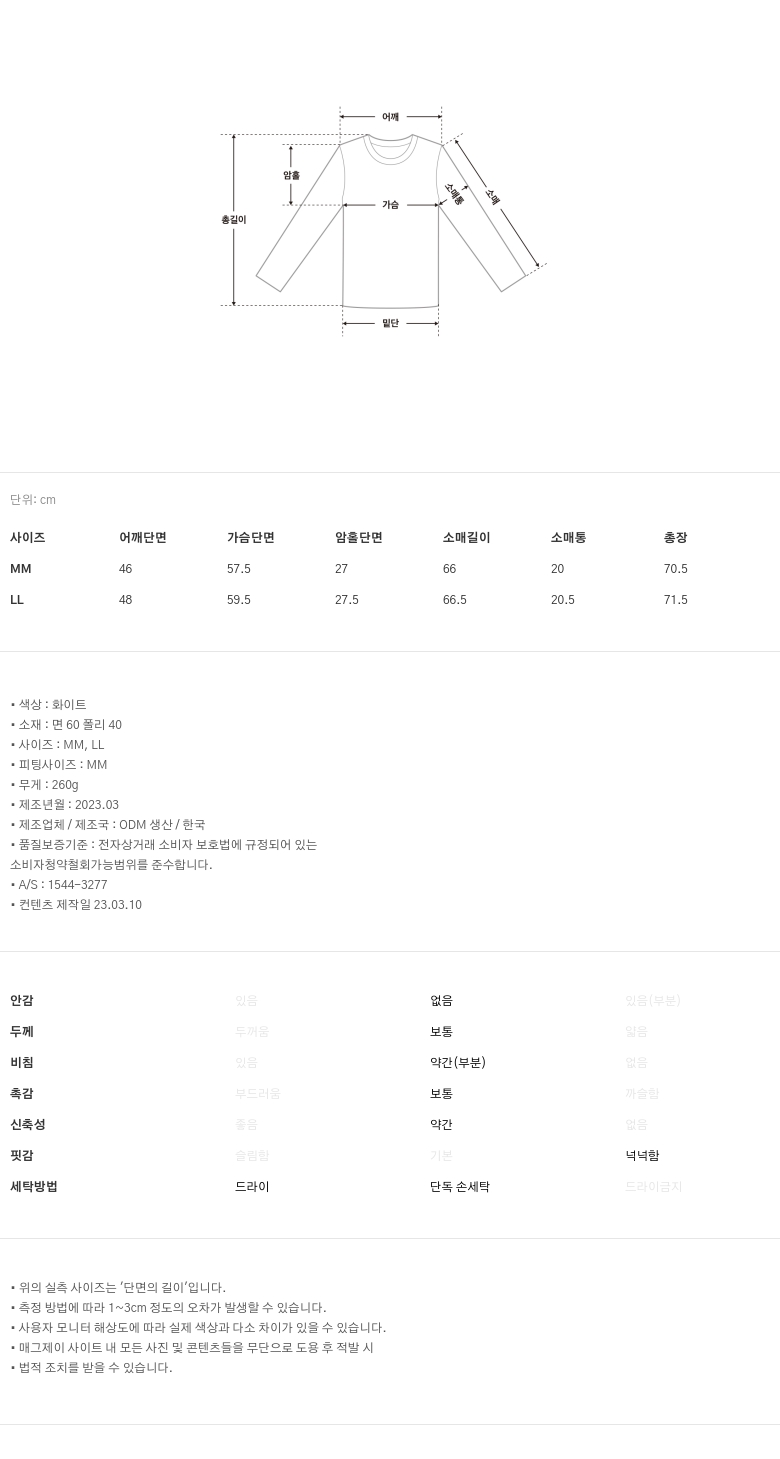 어깨
암홀
소매통
소매
가슴
총길이
밑단
단위: cm
사이즈 어깨단면 가슴단면 암홀단면 소매길이 소매통 총장
MM 46 57.5 27 66 20 70.5
LL 48 59.5 27.5 66.5 20.5 71.5
▪ 색상 : 화이트
▪ 소재 : 면 60 폴리 40
▪ 사이즈 : MM, LL
▪ 피팅사이즈 : MM
▪ 무게 : 260g
▪ 제조년월 : 2023.03
▪ 제조업체 / 제조국 : ODM 생산 / 한국
▪ 품질보증기준 : 전자상거래 소비자 보호법에 규정되어 있는
소비자청약철회가능범위를 준수합니다.
▪ A/S : 1544-3277
▪ 컨텐츠 제작일 23.03.10
안감 있음 없음 있음(부분)
두께 두꺼움 보통 얇음
비침 있음 약간(부분) 없음
촉감 부드러움 보통 까슬함
신축성 좋음 약간 없음
핏감 슬림함 기본 넉넉함
세탁방법 드라이 단독 손세탁 드라이금지
▪ 위의 실측 사이즈는 '단면의 길이'입니다.
▪ 측정 방법에 따라 1~3cm 정도의 오차가 발생할 수 있습니다.
▪ 사용자 모니터 해상도에 따라 실제 색상과 다소 차이가 있을 수 있습니다.
▪ 매그제이 사이트 내 모든 사진 및 콘텐츠들을 무단으로 도용 후 적발 시
▪ 법적 조치를 받을 수 있습니다.